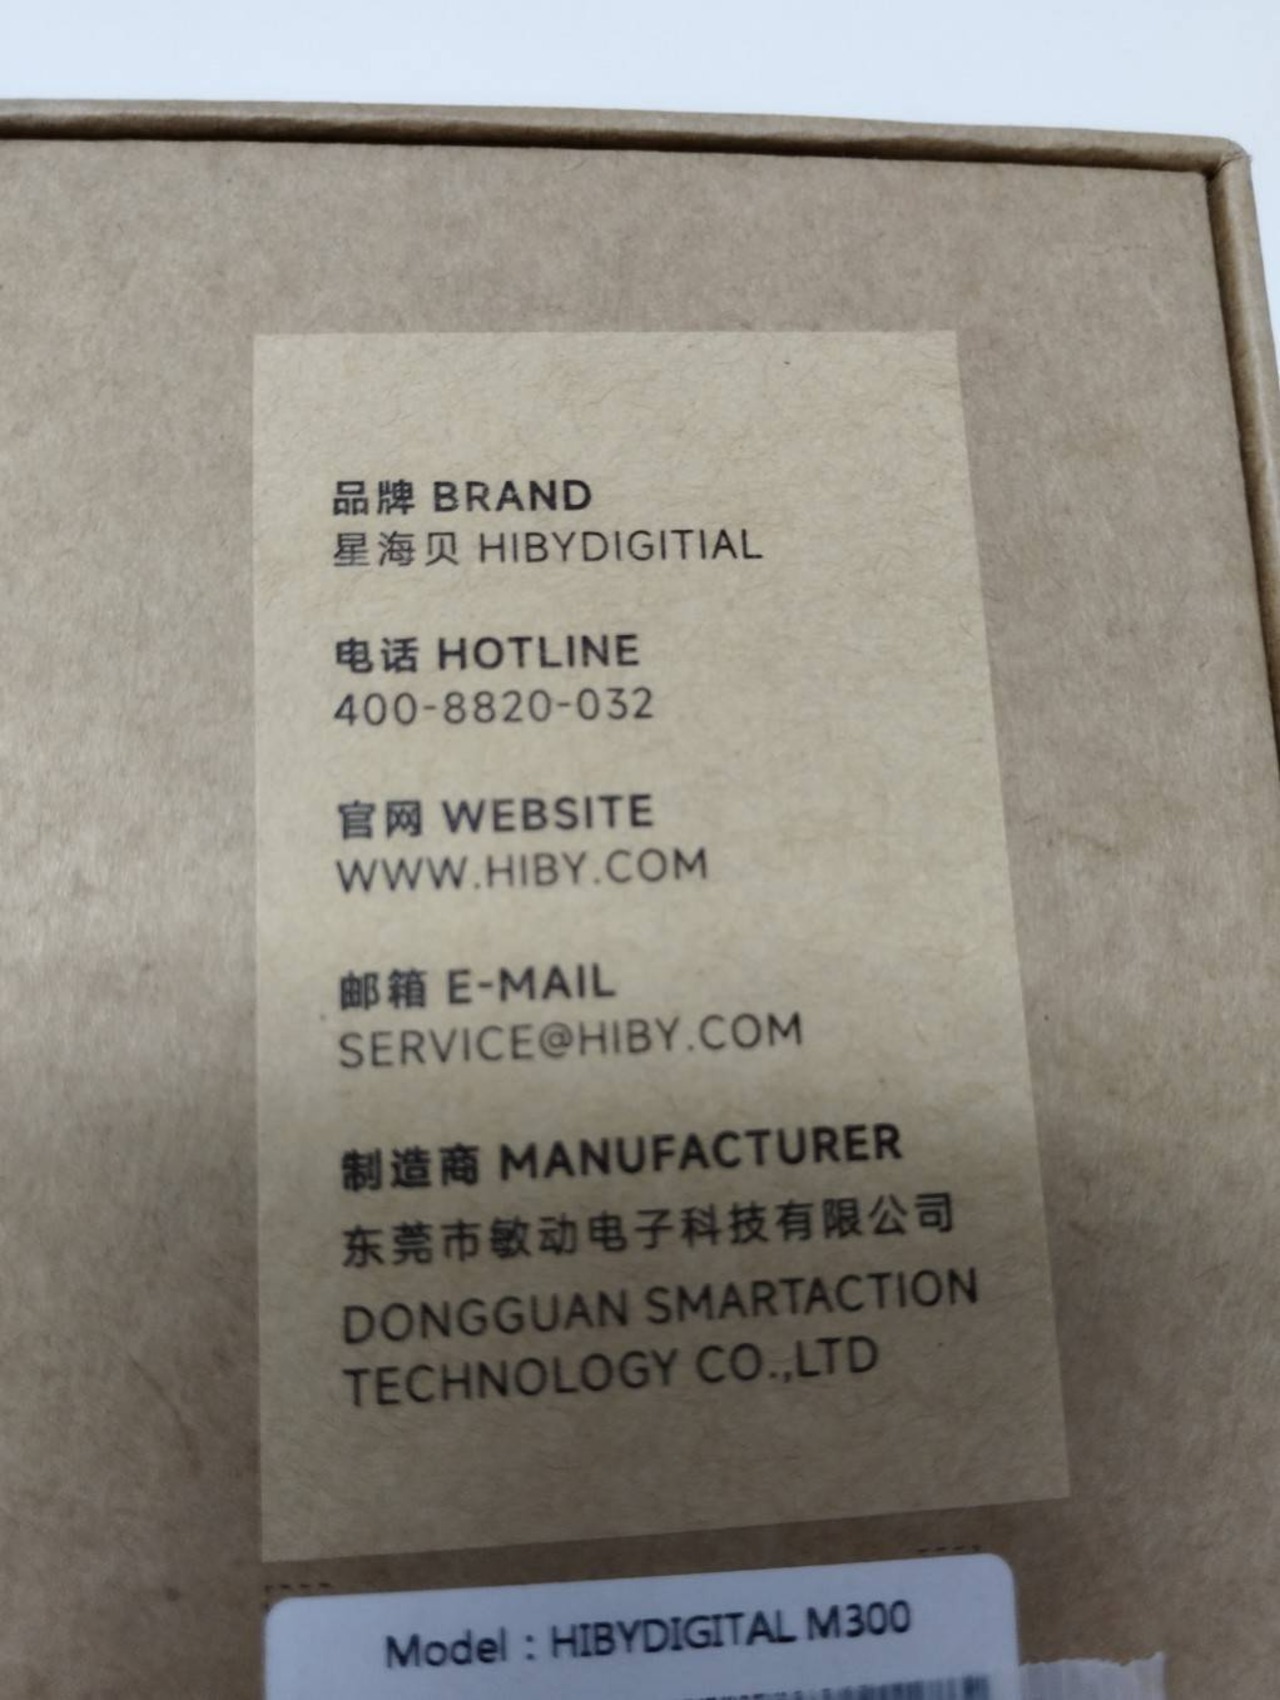 品牌 BRAND
星海贝 HIBYDIGITIAL
电话 HOTLINE
400-8820-032
官网 WEBSITE
WWW.HIBY.COM
邮箱 E-MAIL
SERVICE@HIBY.COM
制造商 MANUFACTURER
东莞市敏动电子科技有限公司
DONGGUAN SMARTACTION
TECHNOLOGY CO.,LTD
Model : HIBYDIGITAL M300